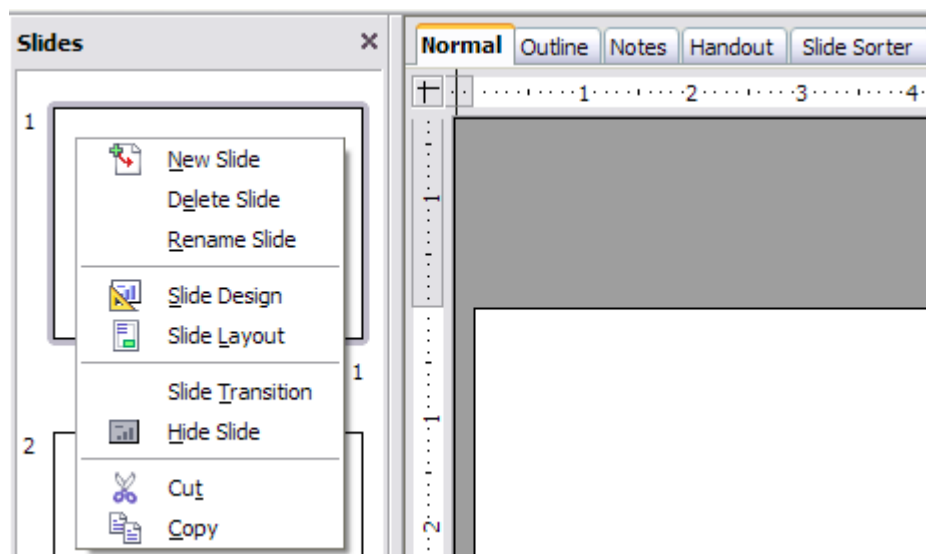 Slides
Normal Outline Notes Handout Slide Sorter
1 2 3 4
1
New Slide
Delete Slide
Rename Slide
Slide Design
Slide Layout
Slide Transition
Hide Slide
Cut
Copy
1
2
1
1
2